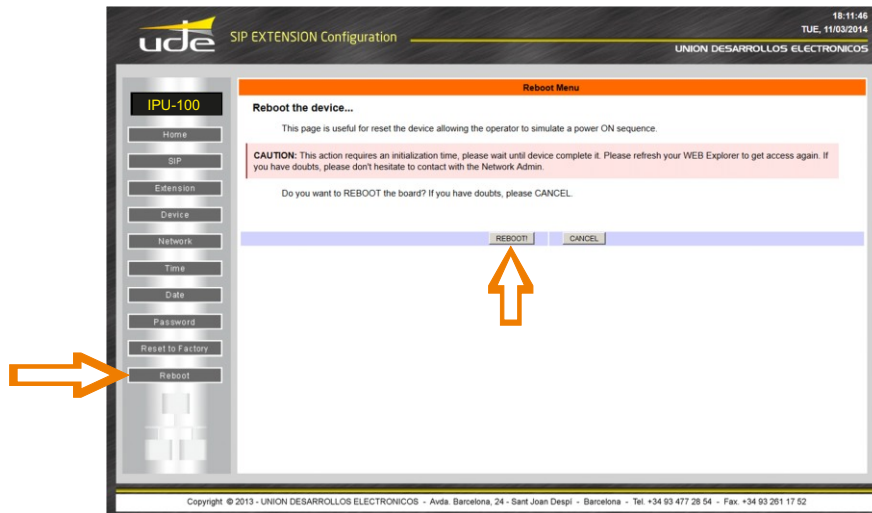 18:11:46
TUE, 11/03/2014
ude
SIP EXTENSION Configuration
UNION DESARROLLOS ELECTRONICOS
IPU-100
Home
SIP
Extension
Device
Network
Time
Date
Password
Reset to Factory
Reboot
Reboot Menu
Reboot the device...
This page is useful for reset the device allowing the operator to simulate a power ON sequence.
CAUTION: This action requires an initialization time, please wait until device complete it. Please refresh your WEB Explorer to get access again. If
you have doubts, please don't hesitate to contact with the Network Admin.
Do you want to REBOOT the board? If you have doubts, please CANCEL.
REBOOT! CANCEL
Copyright © 2013 - UNION DESARROLLOS ELECTRONICOS - Avda. Barcelona, 24 - Sant Joan Despí - Barcelona - Tel. +34 93 477 28 54 - Fax. +34 93 261 17 52